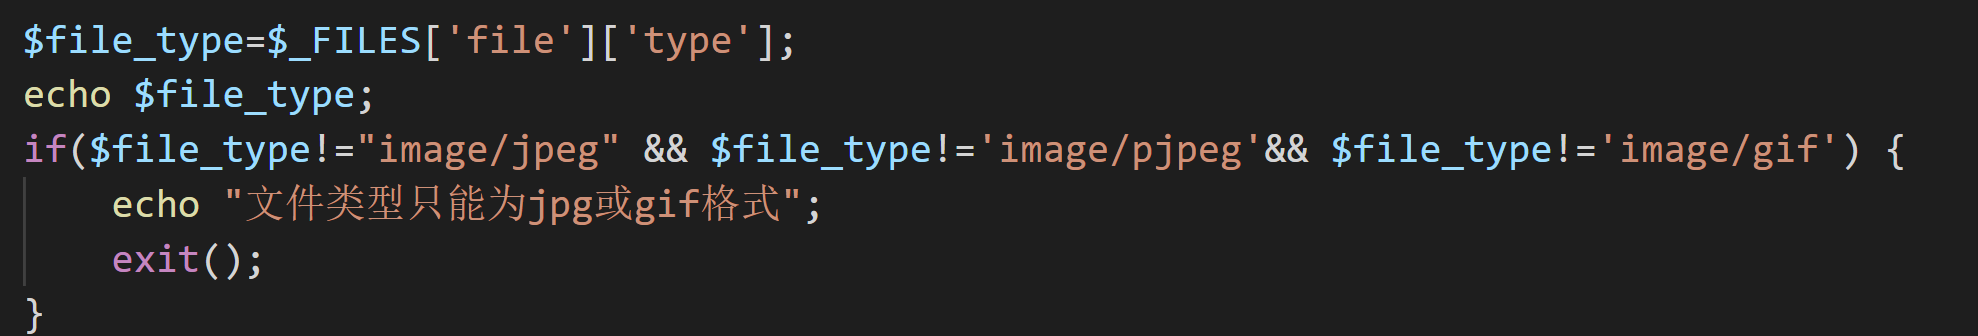 $file_type=$_FILES['file']['type'];
echo $file_type;
if($file_type!="image/jpeg" && $file_type!='image/pjpeg'&& $file_type!='image/gif') {
    echo "文件类型只能为jpg或gif格式";
    exit();
}